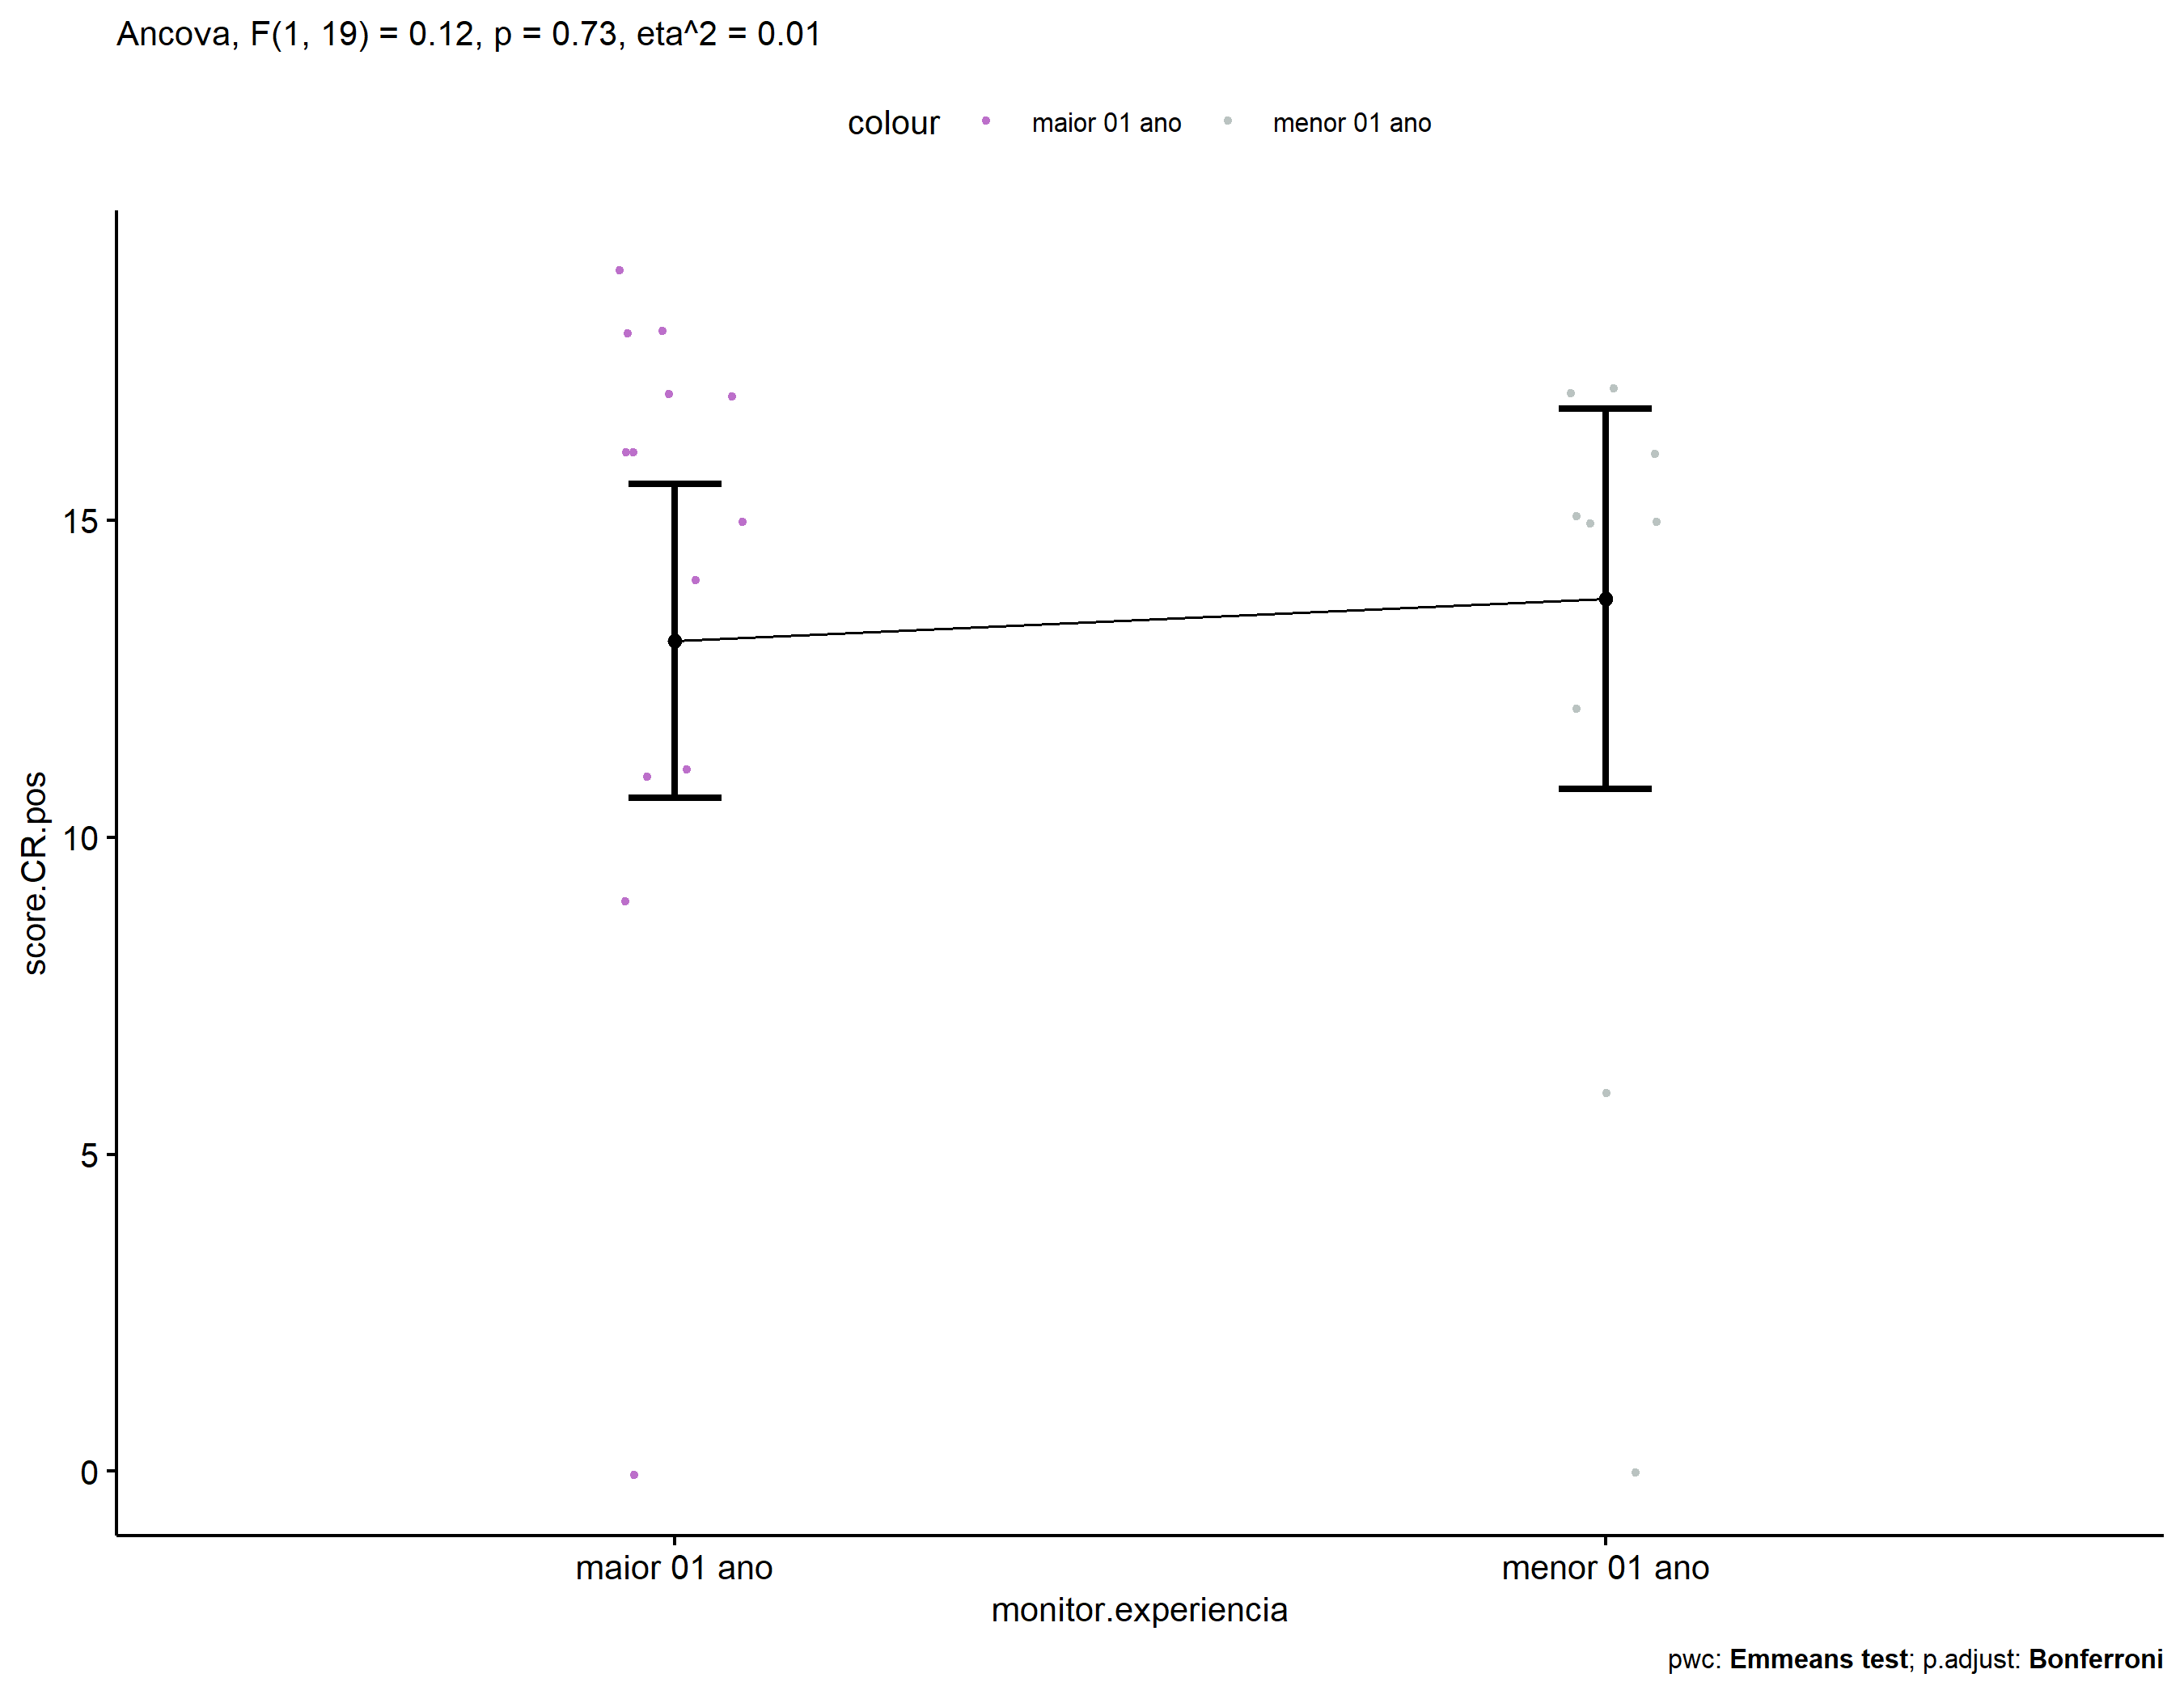 Ancova, F(1, 19) = 0.12, p = 0.73, eta^2 = 0.01
colour maior 01 ano menor 01 ano
score.CR.pos
15
10
5
0
maior 01 ano menor 01 ano
monitor.experiencia
pwc: Emmeans test; p.adjust: Bonferroni